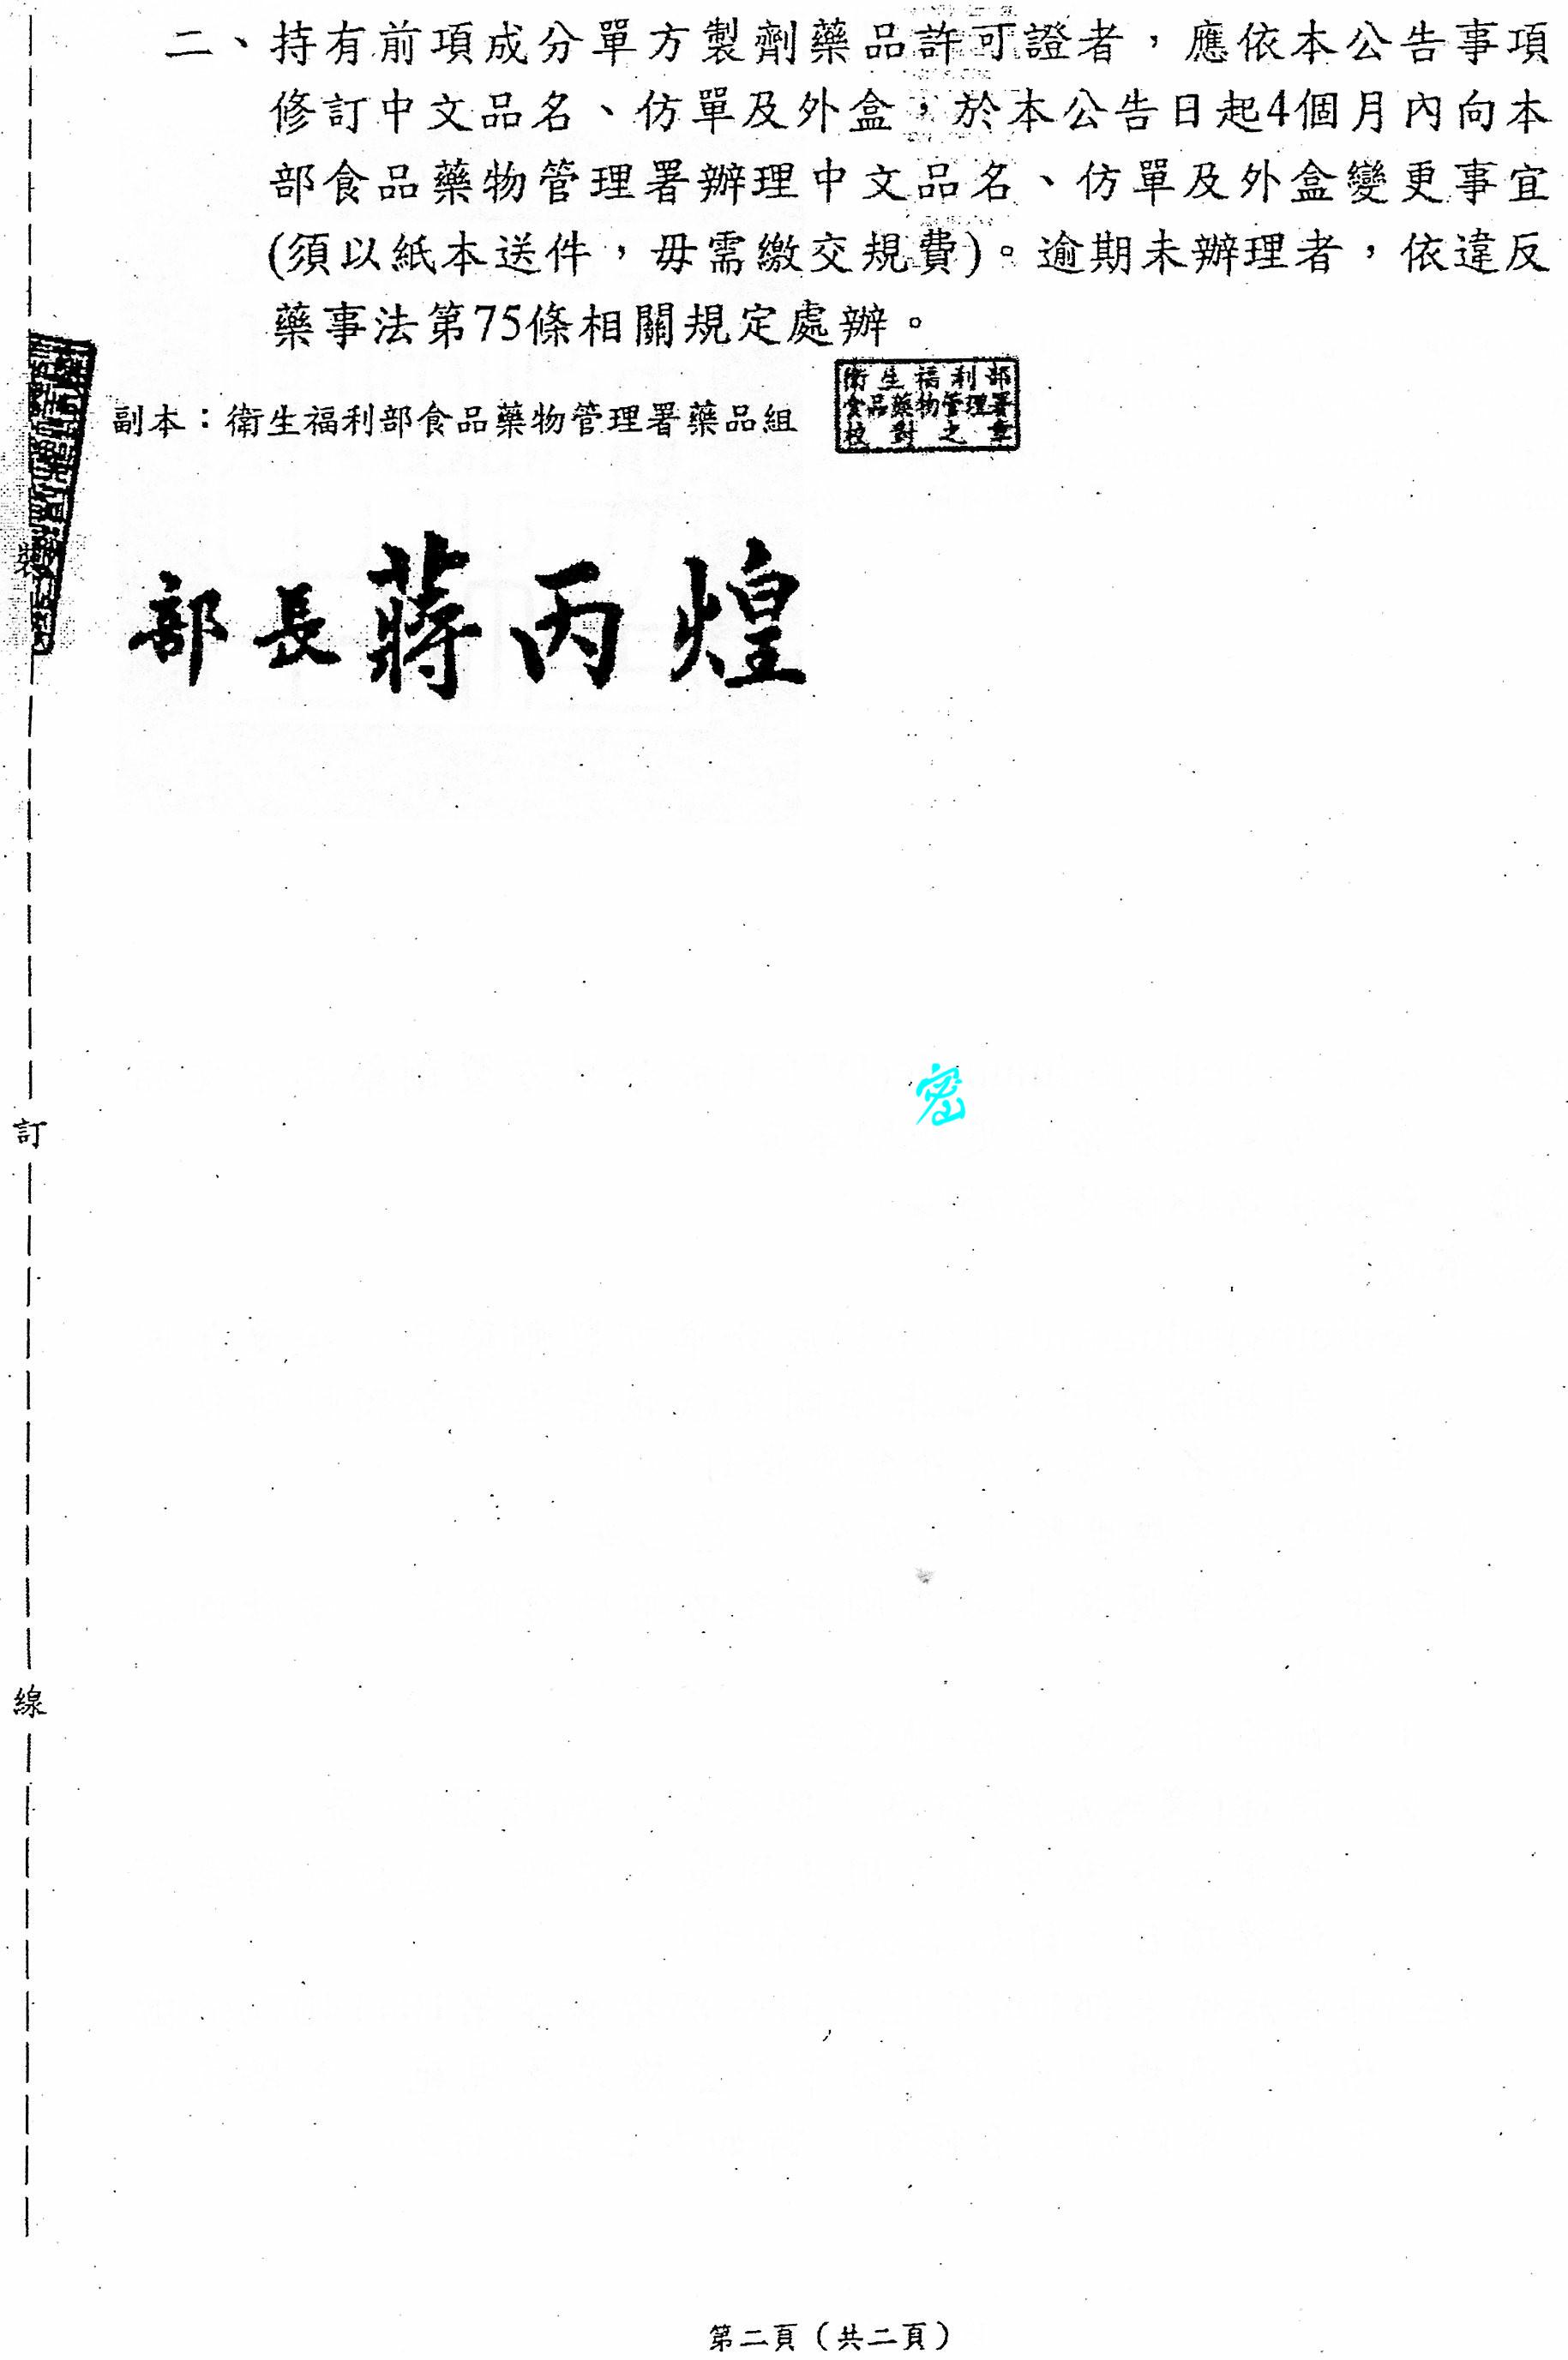 二、持有前項成分單方製劑藥品許可證者，應依本公告事項
修訂中文品名、仿單及外盒，於本公告日起4個月內向本
部食品藥物管理署辦理中文品名、仿單及外盒變更事宜
(須以紙本送件，毋需繳交規費)。逾期未辦理者，依違反
藥事法第75條相關規定處辦。
副本：衛生福利部食品藥物管理署藥品組
衛生福利部
食品藥物管理署
校對之章
部長蔣丙煌
裝
訂
線
密
第二頁（共二頁）